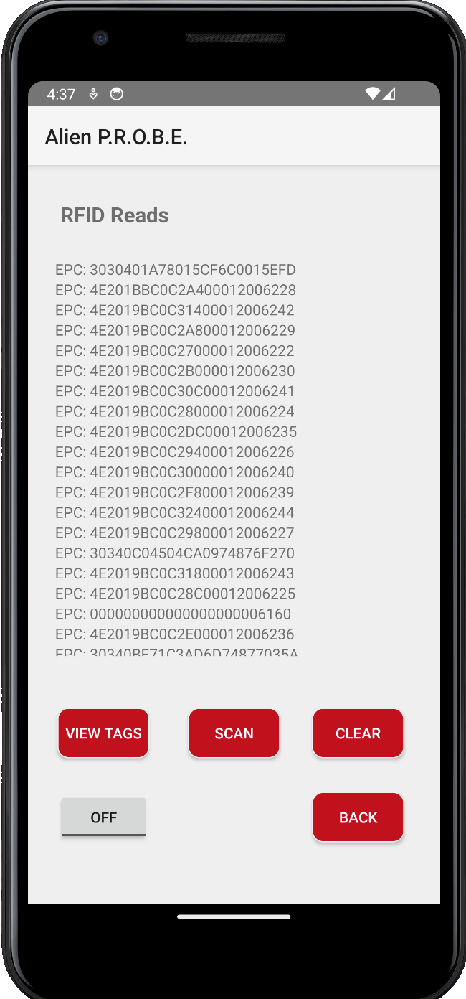 4:37
Alien P.R.O.B.E.
RFID Reads
EPC: 3030401A78015CF6C0015EFD
EPC: 4E201BBC0C2A400012006228
EPC: 4E2019BC0C31400012006242
EPC: 4E2019BC0C2A800012006229
EPC: 4E2019BC0C27000012006222
EPC: 4E2019BC0C2B000012006230
EPC: 4E2019BC0C30C00012006241
EPC: 4E2019BC0C28000012006224
EPC: 4E2019BC0C2DC00012006235
EPC: 4E2019BC0C29400012006226
EPC: 4E2019BC0C30000012006240
EPC: 4E2019BC0C2F800012006239
EPC: 4E2019BC0C32400012006244
EPC: 4E2019BC0C29800012006227
EPC: 30340C04504CA0974876F270
EPC: 4E2019BC0C31800012006243
EPC: 4E2019BC0C28C00012006225
EPC: 000000000000000000006160
EPC: 4E2019BC0C2E000012006236
EPC:
VIEW TAGS SCAN CLEAR
OFF BACK